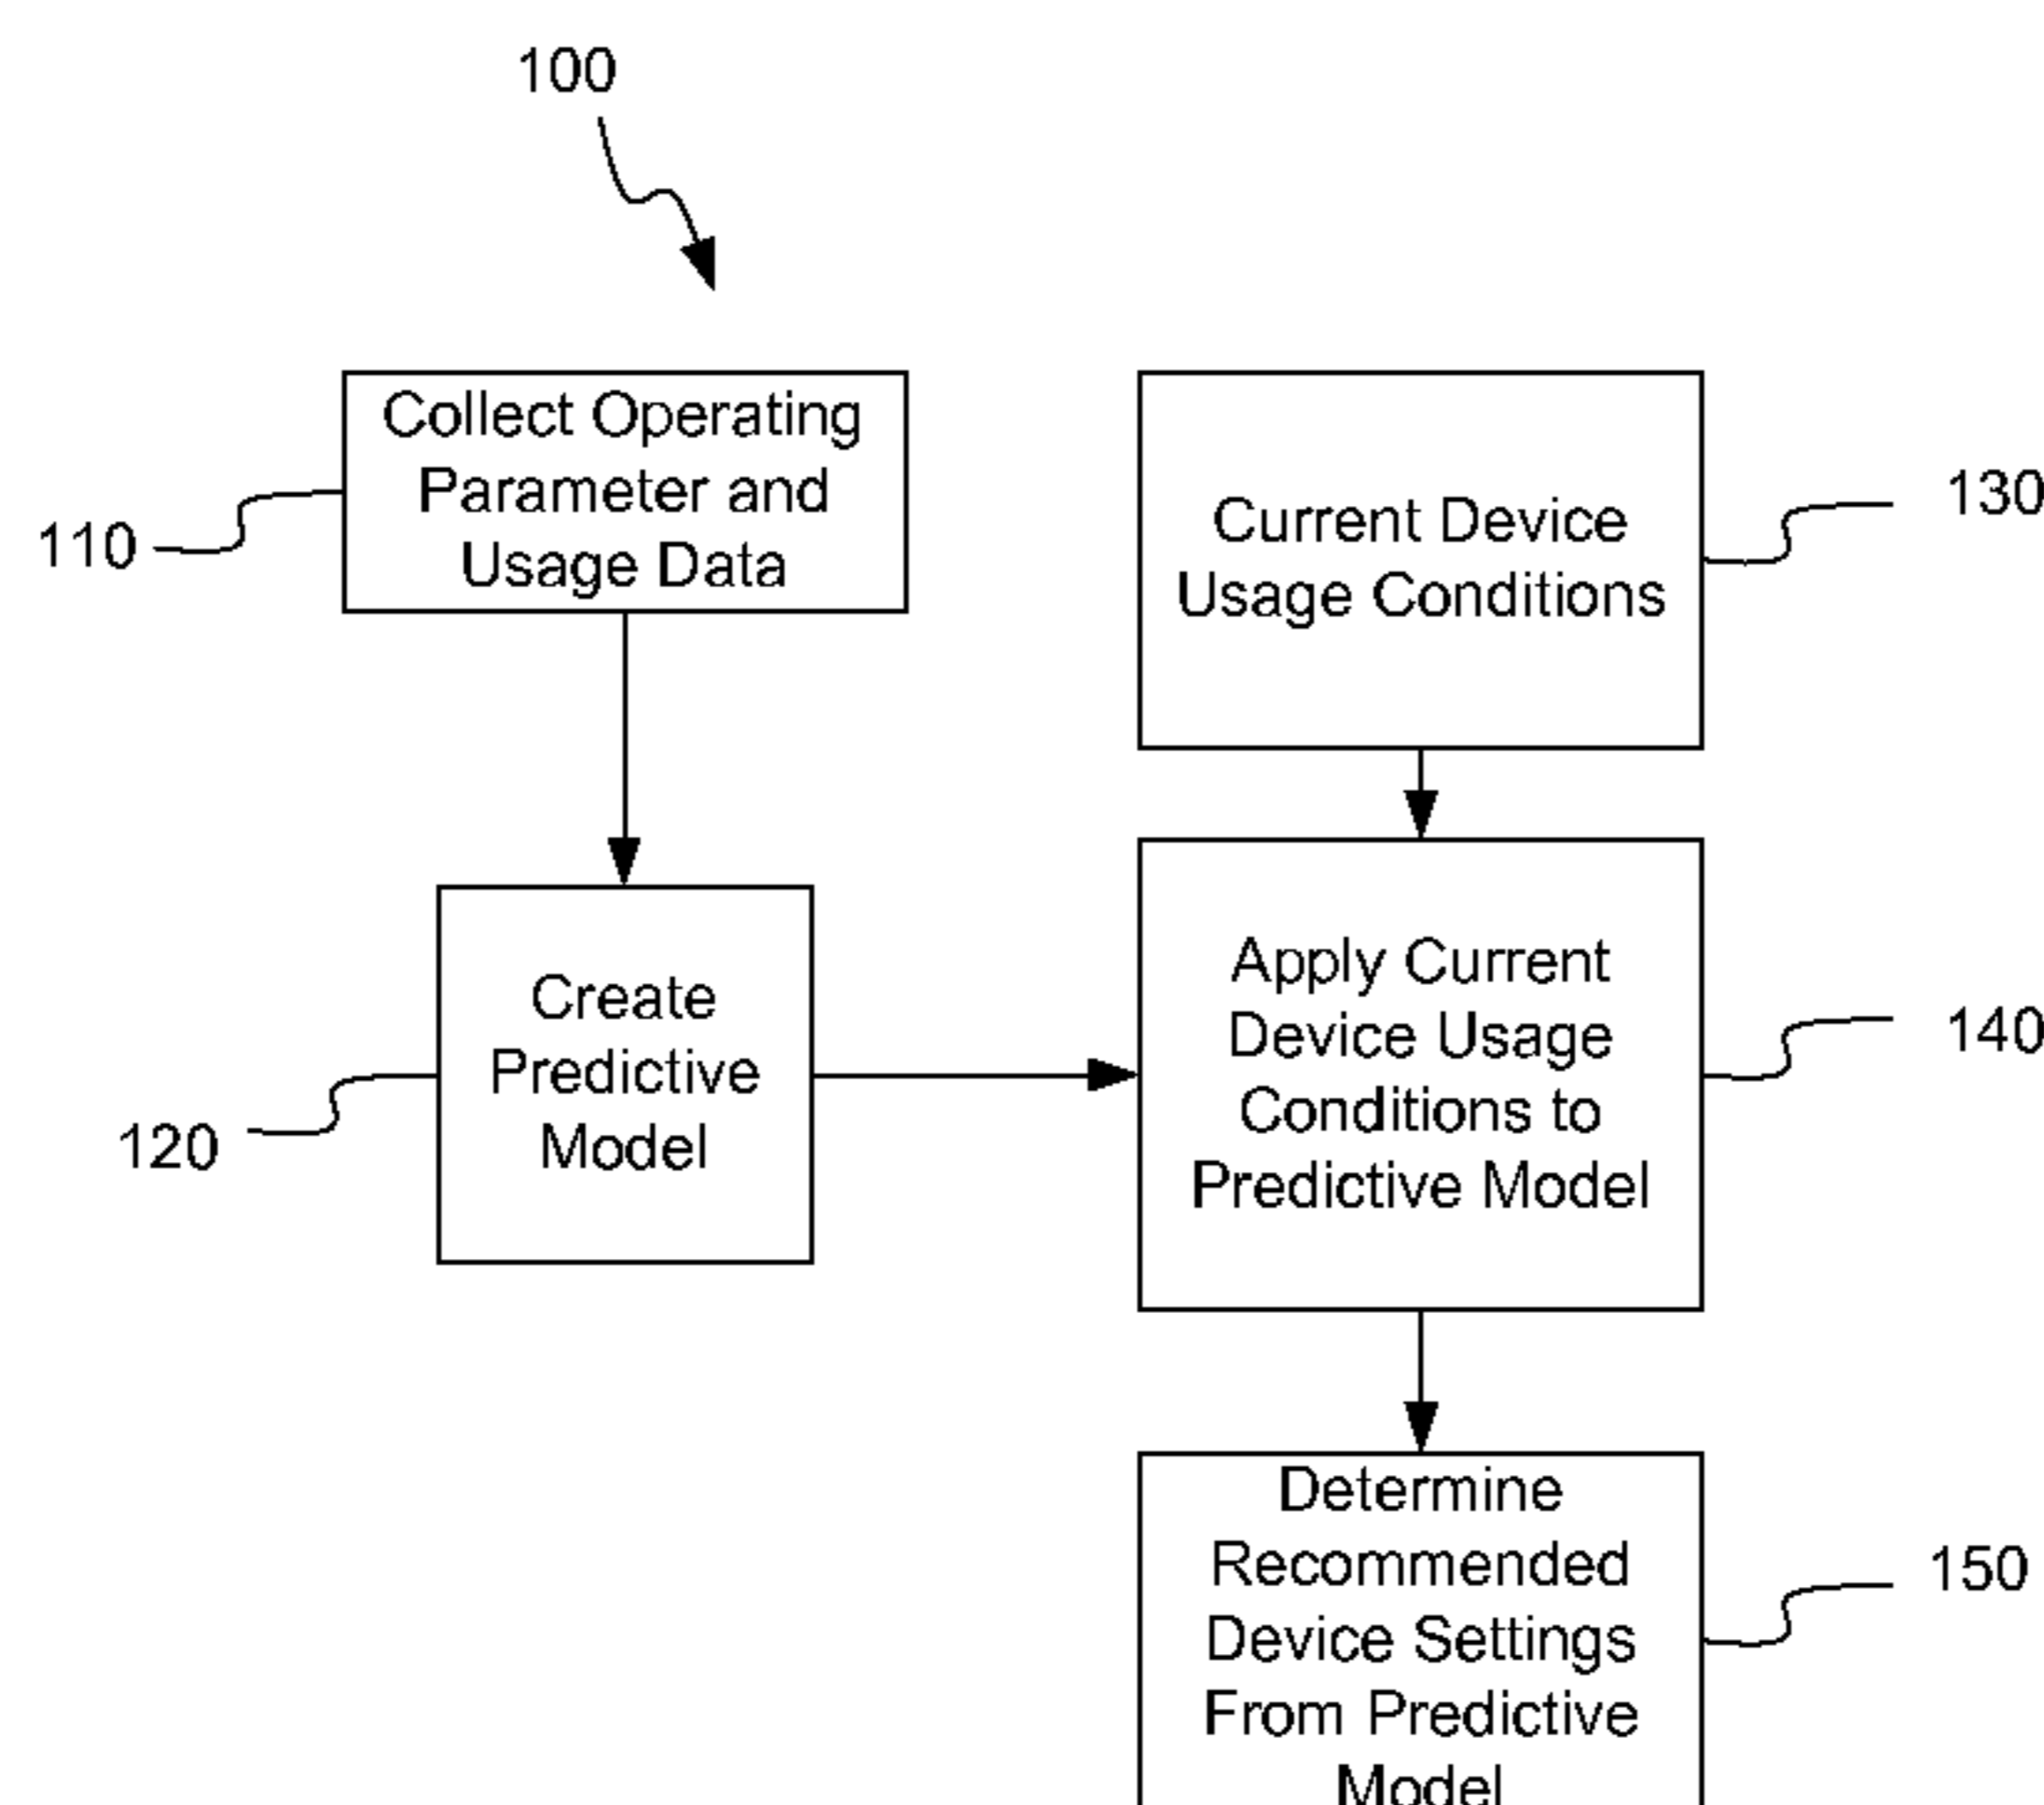 100
Collect Operating
Parameter and
Usage Data
110
Current Device
Usage Conditions
130
Create
Predictive
Model
120
Apply Current
Device Usage
Conditions to
Predictive Model
140
Determine
Recommended
Device Settings
From Predictive
Model
150